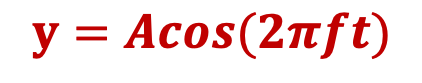 y = Acos(2πft)